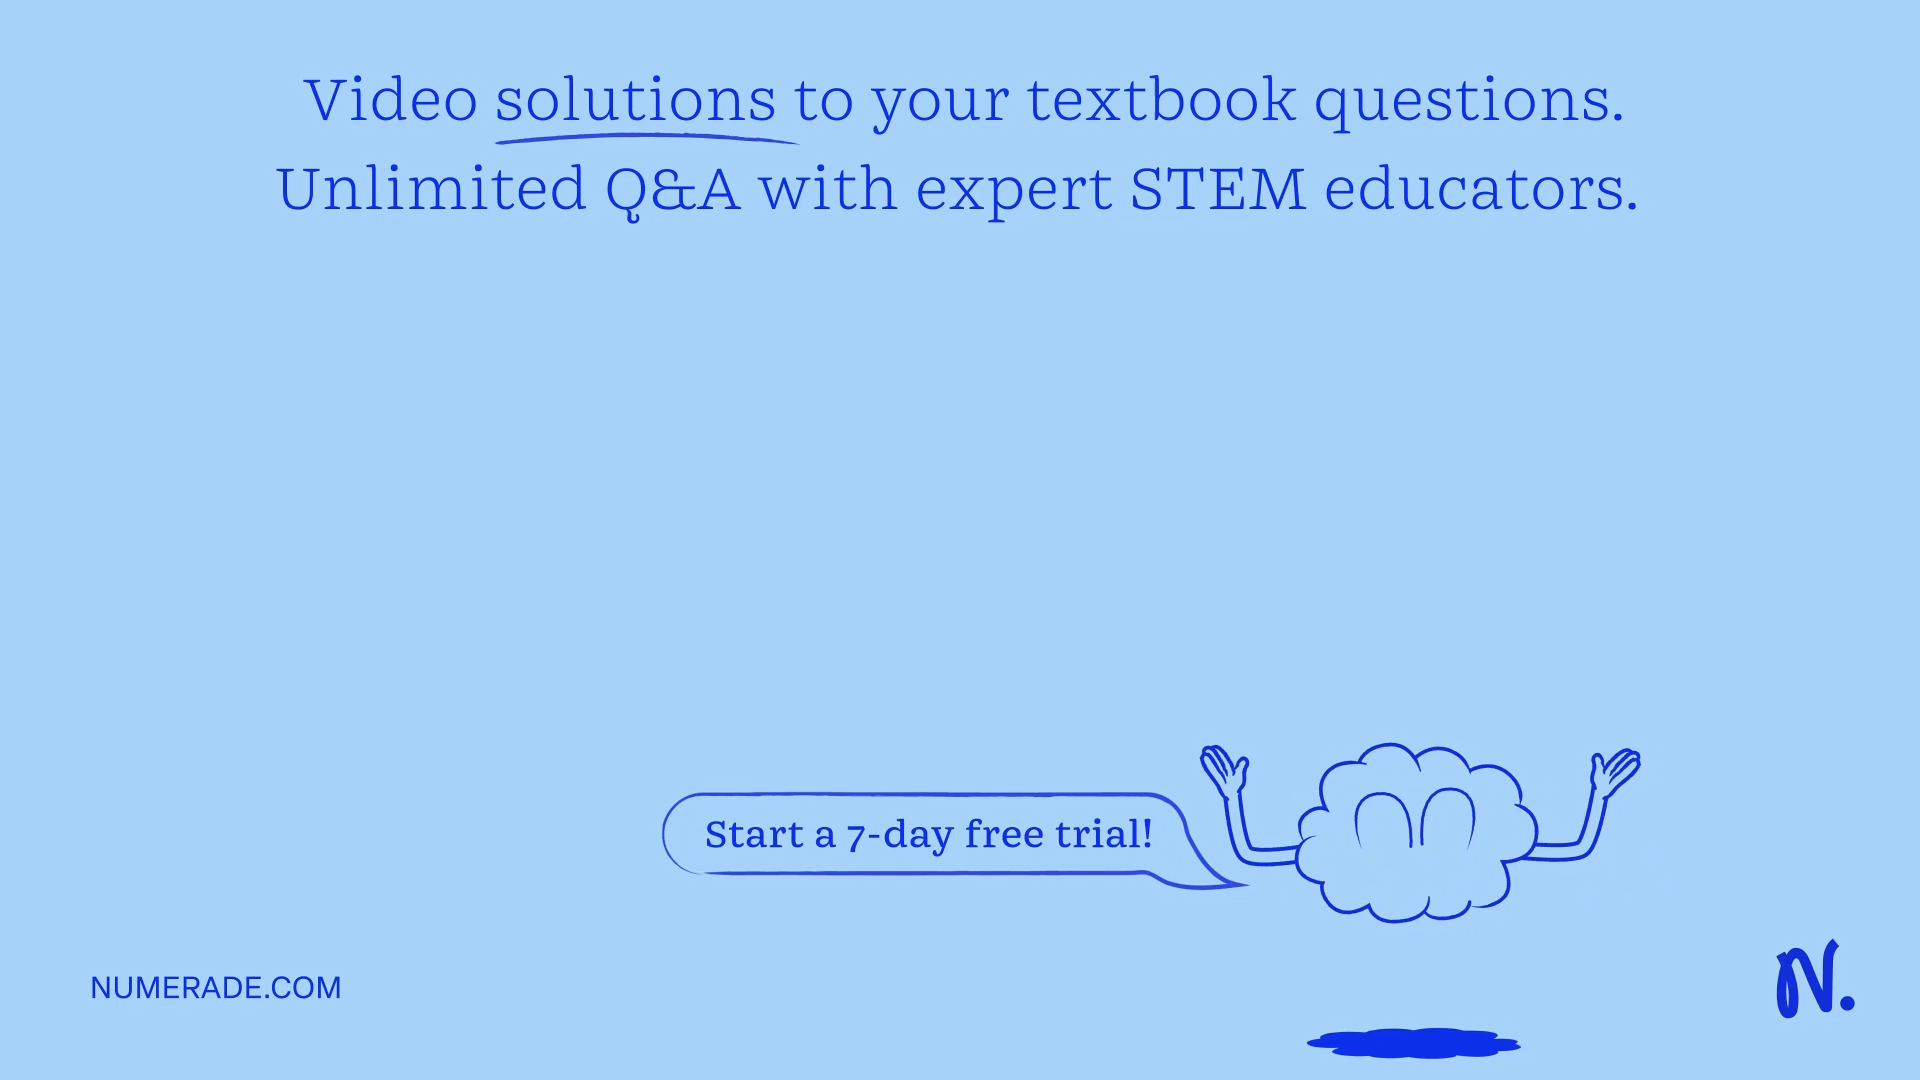 Video solutions to your textbook questions.
Unlimited Q&A with expert STEM educators.
Start a 7-day free trial!
NUMERADE.COM
N.